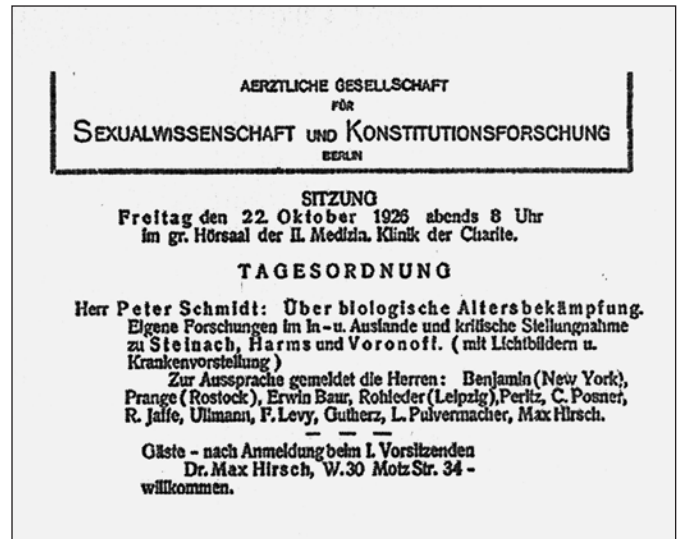 AERZTLICHE GESELLSCHAFT
FÜR
SEXUALWISSENSCHAFT UND KONSTITUTIONSFORSCHUNG
BERLIN
SITZUNG
Freitag den 22. Oktober 1926 abends 8 Uhr
im gr. Hörsaal der II. Medizin. Klinik der Charite.
TAGESORDNUNG
Herr Peter Schmidt: Über biologische Altersbekämpfung.
Eigene Forschungen im In-u. Auslande und kritische Stellungnahme
zu Steinach, Harms und Voronoff. (mit Lichtbildern u.
Krankenvorstellung)
Zur Aussprache gemeldet die Herren: Benjamin (New York),
Prange (Rostock), Erwin Baur, Rohleder (Leipzig), Peritz, C. Posner,
R. Jaffe, Ullmann, F. Levy, Gutherz, L. Pulvermacher, Max Hirsch.
Gäste - nach Anmeldung beim I. Vorsitzenden
Dr. Max Hirsch, W.30 Motz Str. 34 -
willkommen.